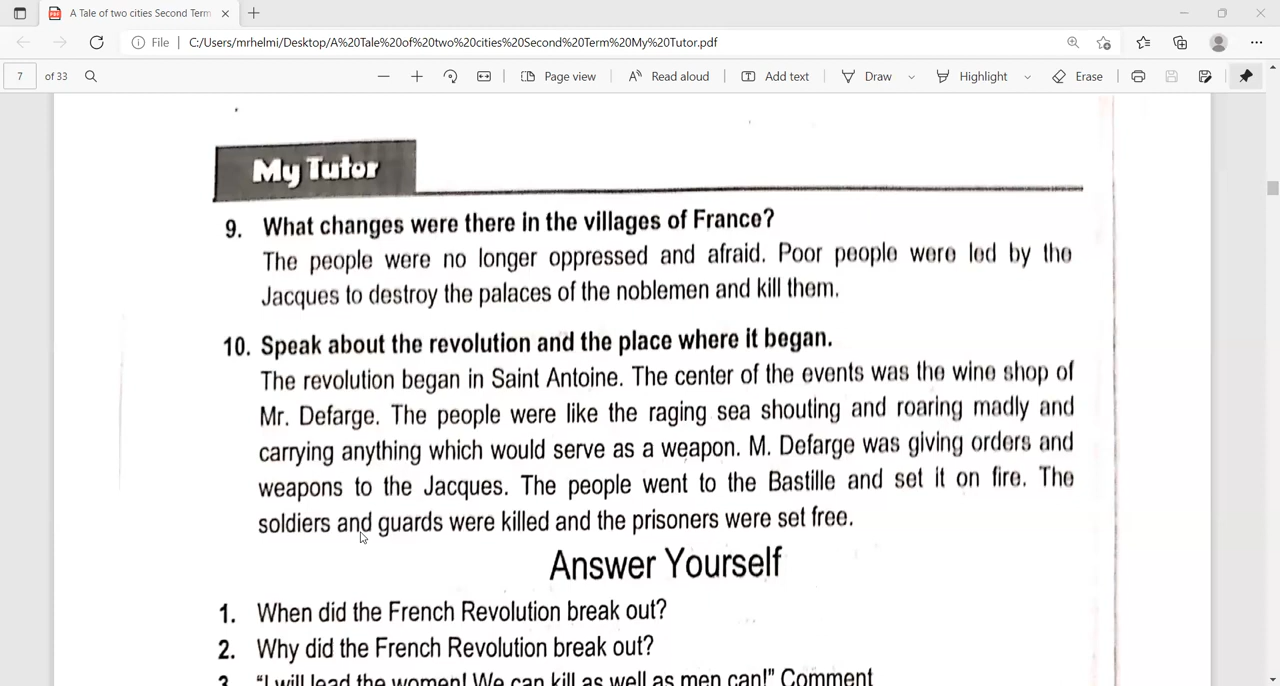 A Tale of two cities Second Term
File
C:/Users/mrhelmi/Desktop/A%20Tale%20of%20two%20cities%20Second%20Term%20My%20Tutor.pdf
7 of 33
Page view
Read aloud
Add text
Draw
Highlight
Erase
My Tutor
9. What changes were there in the villages of France?
The people were no longer oppressed and afraid. Poor people were led by the
Jacques to destroy the palaces of the noblemen and kill them.
10. Speak about the revolution and the place where it began.
The revolution began in Saint Antoine. The center of the events was the wine shop of
Mr. Defarge. The people were like the raging sea shouting and roaring madly and
carrying anything which would serve as a weapon. M. Defarge was giving orders and
weapons to the Jacques. The people went to the Bastille and set it on fire. The
soldiers and guards were killed and the prisoners were set free.
Answer Yourself
1. When did the French Revolution break out?
2. Why did the French Revolution break out?
3. "I will lead the women! We can kill as well as men can!" Comment